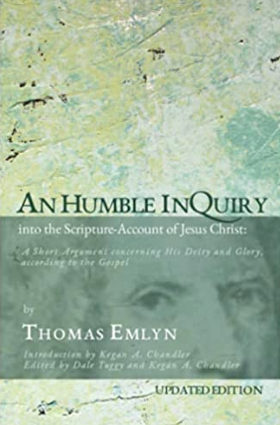 AN HUMBLE INQUIRY
into the Scripture-Account of Jesus Christ:
A Short Argument concerning His Deity and Glory,
according to the Gospel
by
THOMAS EMLYN
Introduction by Kegan A. Chandler
Edited by Dale Tuggy and Kegan A. Chandler
UPDATED EDITION